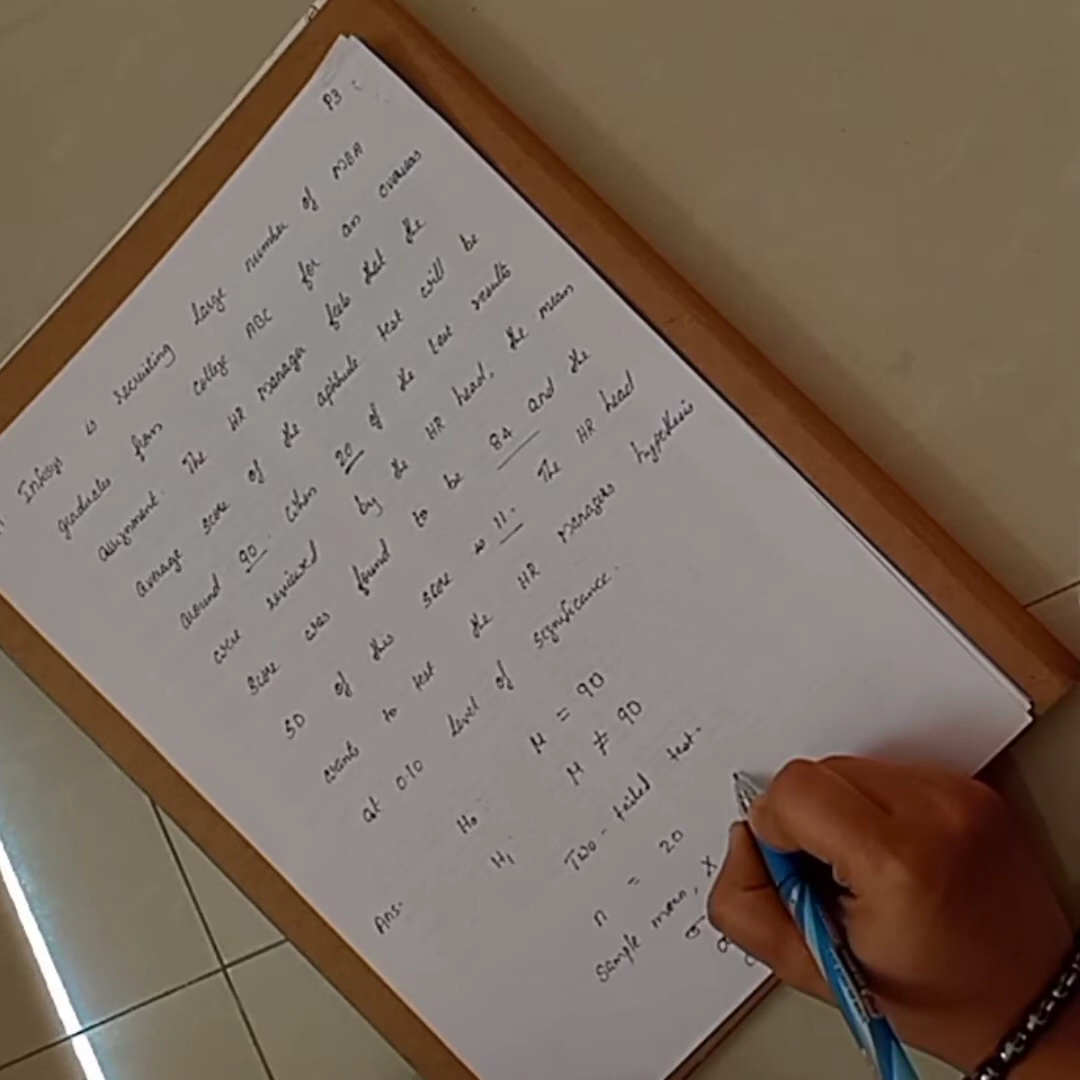 P3
Infosys is recruiting large number of MBA
graduates from college ABC for an overseas
assignment. The HR manager feels that the
average score of the aptitude test will be
around 90. When 20 of the test results
were reviewed by the HR head, the mean
score was found to be 84 and the
SD of this score is 11. The HR head
wants to test the HR managers hypothesis
at 0.10 level of significance.
Ans. H₀ μ = 90
H₁ μ ≠ 90
Two-tailed test.
n = 20
Sample mean, X
σ